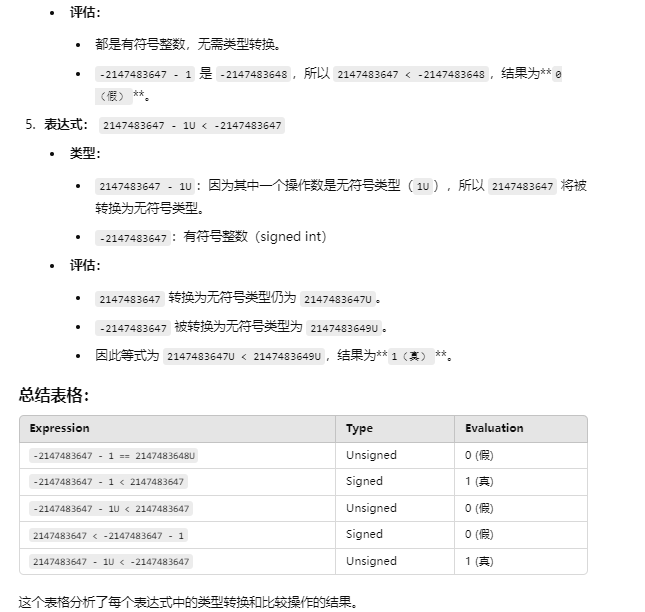 评估：
都是有符号整数，无需类型转换。
-2147483647 - 1 是 -2147483648，所以 2147483647 < -2147483648，结果为**0
（假）**。
5. 表达式： 2147483647 - 1U < -2147483647
类型：
2147483647 - 1U：因为其中一个操作数是无符号类型（1U），所以 2147483647 将被
转换为无符号类型。
-2147483647：有符号整数（signed int）
评估：
2147483647 转换为无符号类型仍为 2147483647U。
-2147483647 被转换为无符号类型为 2147483649U。
因此等式为 2147483647U < 2147483649U，结果为**1（真）**。
总结表格：
Expression Type Evaluation
-2147483647 - 1 == 2147483648U Unsigned 0 (假)
-2147483647 - 1 < 2147483647 Signed 1 (真)
-2147483647 - 1U < 2147483647 Unsigned 0 (假)
2147483647 < -2147483647 - 1 Signed 0 (假)
2147483647 - 1U < -2147483647 Unsigned 1 (真)
这个表格分析了每个表达式中的类型转换和比较操作的结果。